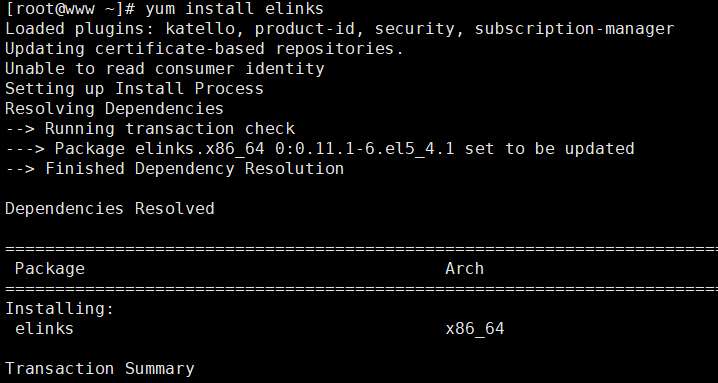 [root@www ~]# yum install elinks
Loaded plugins: katello, product-id, security, subscription-manager
Updating certificate-based repositories.
Unable to read consumer identity
Setting up Install Process
Resolving Dependencies
--> Running transaction check
---> Package elinks.x86_64 0:0.11.1-6.el5_4.1 set to be updated
--> Finished Dependency Resolution
Dependencies Resolved
========================================================================
Package Arch
========================================================================
Installing:
elinks x86_64
Transaction Summary